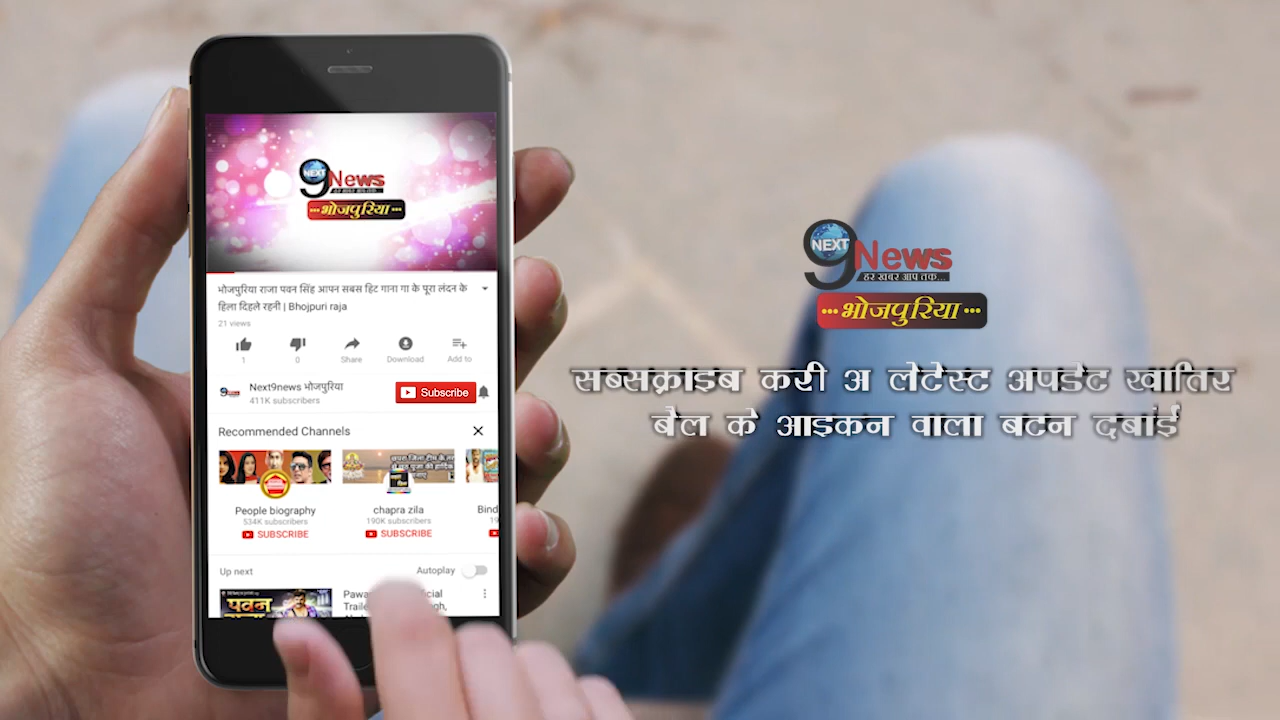 NEXT
9News
हर खबर आप तक...
भोजपुरिया
भोजपुरिया राजा पवन सिंह आपन सबस हिट गाना गा के पूरा लंदन के
हिला दिहले रहनी | Bhojpuri raja
21 views
1
0
Share
Download
Add to
Next9news भोजपुरिया
411K subscribers
Subscribe
Recommended Channels
People biography
534K subscribers
SUBSCRIBE
chapra zila
190K subscribers
SUBSCRIBE
Bind
19
Up next
Autoplay
पवन
NEXT
9News
हर खबर आप तक...
भोजपुरिया
सब्सक्राइब करी अ लेटेस्ट अपडेट खातिर
बैल के आइकन वाला बटन दबांई